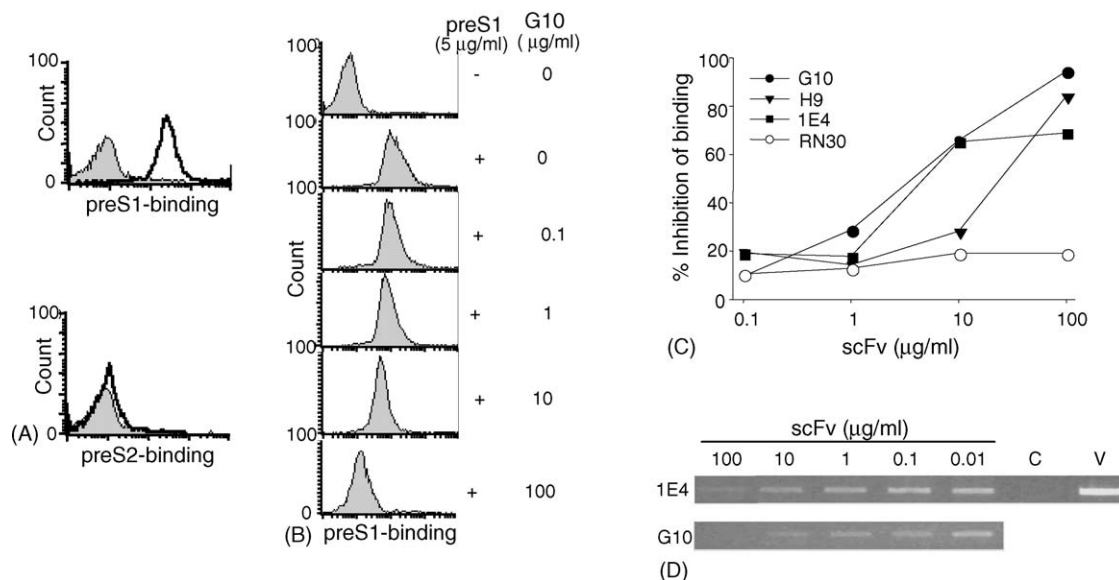 100
Count
0
preS1-binding
100
Count
0
(A)
preS2-binding
(B)
preS1 G10
(5 μg/ml) (μg/ml)
100
- 0
100
+ 0
100
+ 0.1
Count
100
+ 1
100
+ 10
100
+ 100
0
preS1-binding
100
80
60
40
20
0
% Inhibition of binding
G10
H9
1E4
RN30
0.1 1 10 100
scFv (μg/ml)
(C)
scFv (μg/ml)
100 10 1 0.1 0.01 C V
1E4
G10
(D)